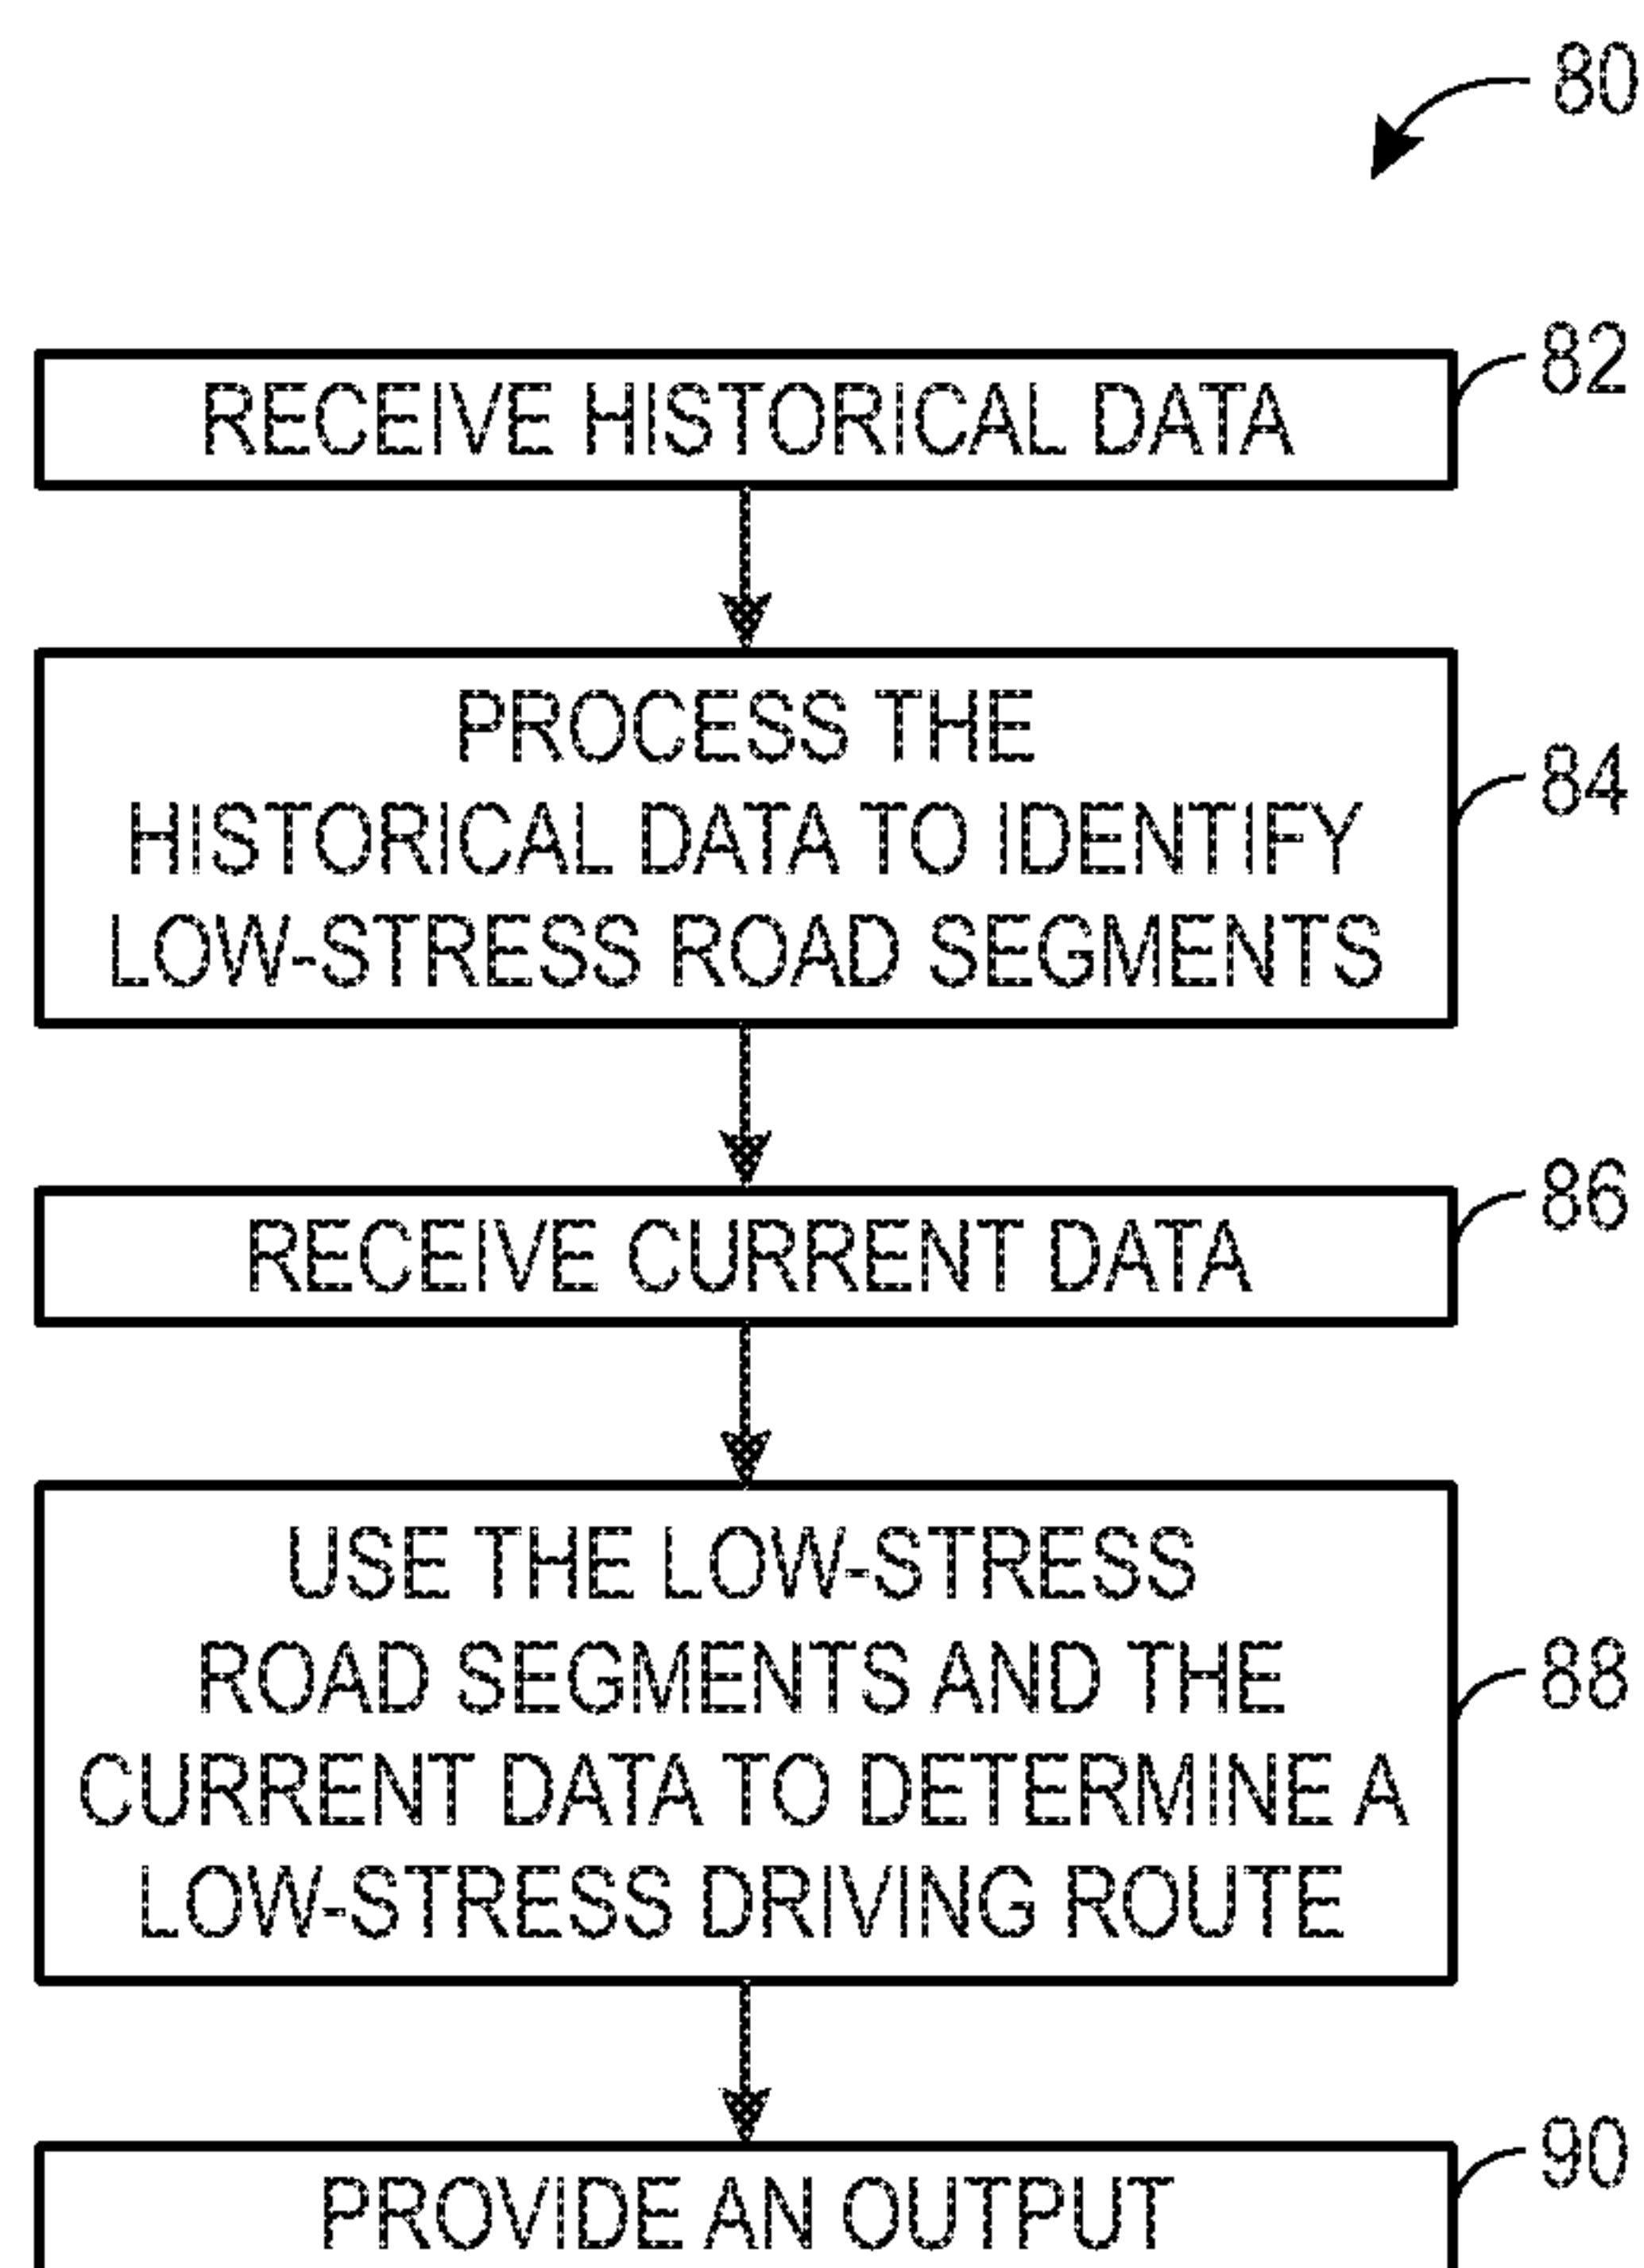 80
RECEIVE HISTORICAL DATA
82
PROCESS THE
HISTORICAL DATA TO IDENTIFY
LOW-STRESS ROAD SEGMENTS
84
RECEIVE CURRENT DATA
86
USE THE LOW-STRESS
ROAD SEGMENTS AND THE
CURRENT DATA TO DETERMINE A
LOW-STRESS DRIVING ROUTE
88
PROVIDE AN OUTPUT
90